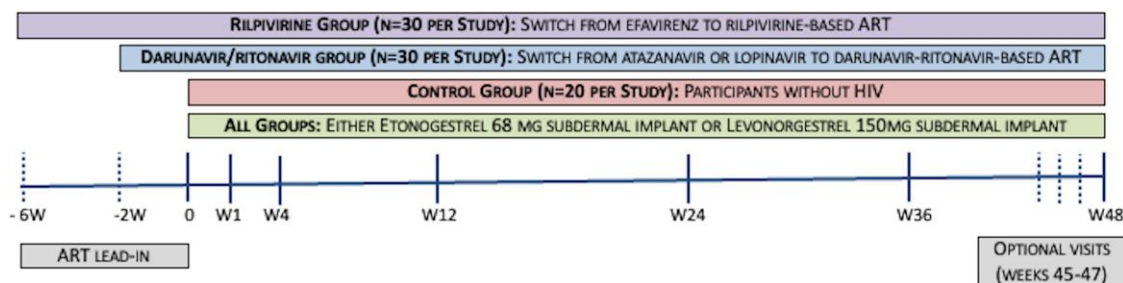 RILPIVIRINE GROUP (N=30 PER STUDY): SWITCH FROM EFAVIRENZ TO RILPIVIRINE-BASED ART
DARUNAVIR/RITONAVIR GROUP (N=30 PER STUDY): SWITCH FROM ATAZANAVIR OR LOPINAVIR TO DARUNAVIR-RITONAVIR-BASED ART
CONTROL GROUP (N=20 PER STUDY): PARTICIPANTS WITHOUT HIV
ALL GROUPS: EITHER ETONOGESTREL 68 MG SUBDERMAL IMPLANT OR LEVONORGESTREL 150MG SUBDERMAL IMPLANT
- 6W -2W 0 W1 W4 W12 W24 W36 W48
ART LEAD-IN
OPTIONAL VISITS
(WEEKS 45-47)